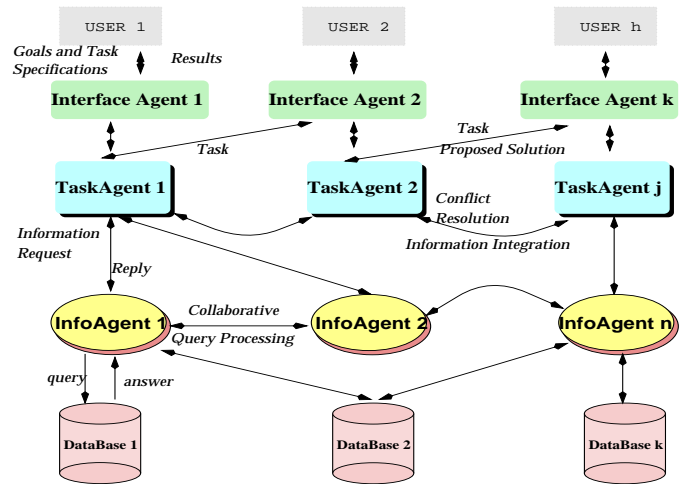 USER 1
USER 2
USER h
Goals and Task
Specifications
Results
Interface Agent 1
Interface Agent 2
Interface Agent k
Task
Task
Proposed Solution
TaskAgent 1
TaskAgent 2
TaskAgent j
Conflict
Resolution
Information
Request
Information Integration
Reply
InfoAgent 1
Collaborative
Query Processing
InfoAgent 2
InfoAgent n
query
answer
DataBase 1
DataBase 2
DataBase k